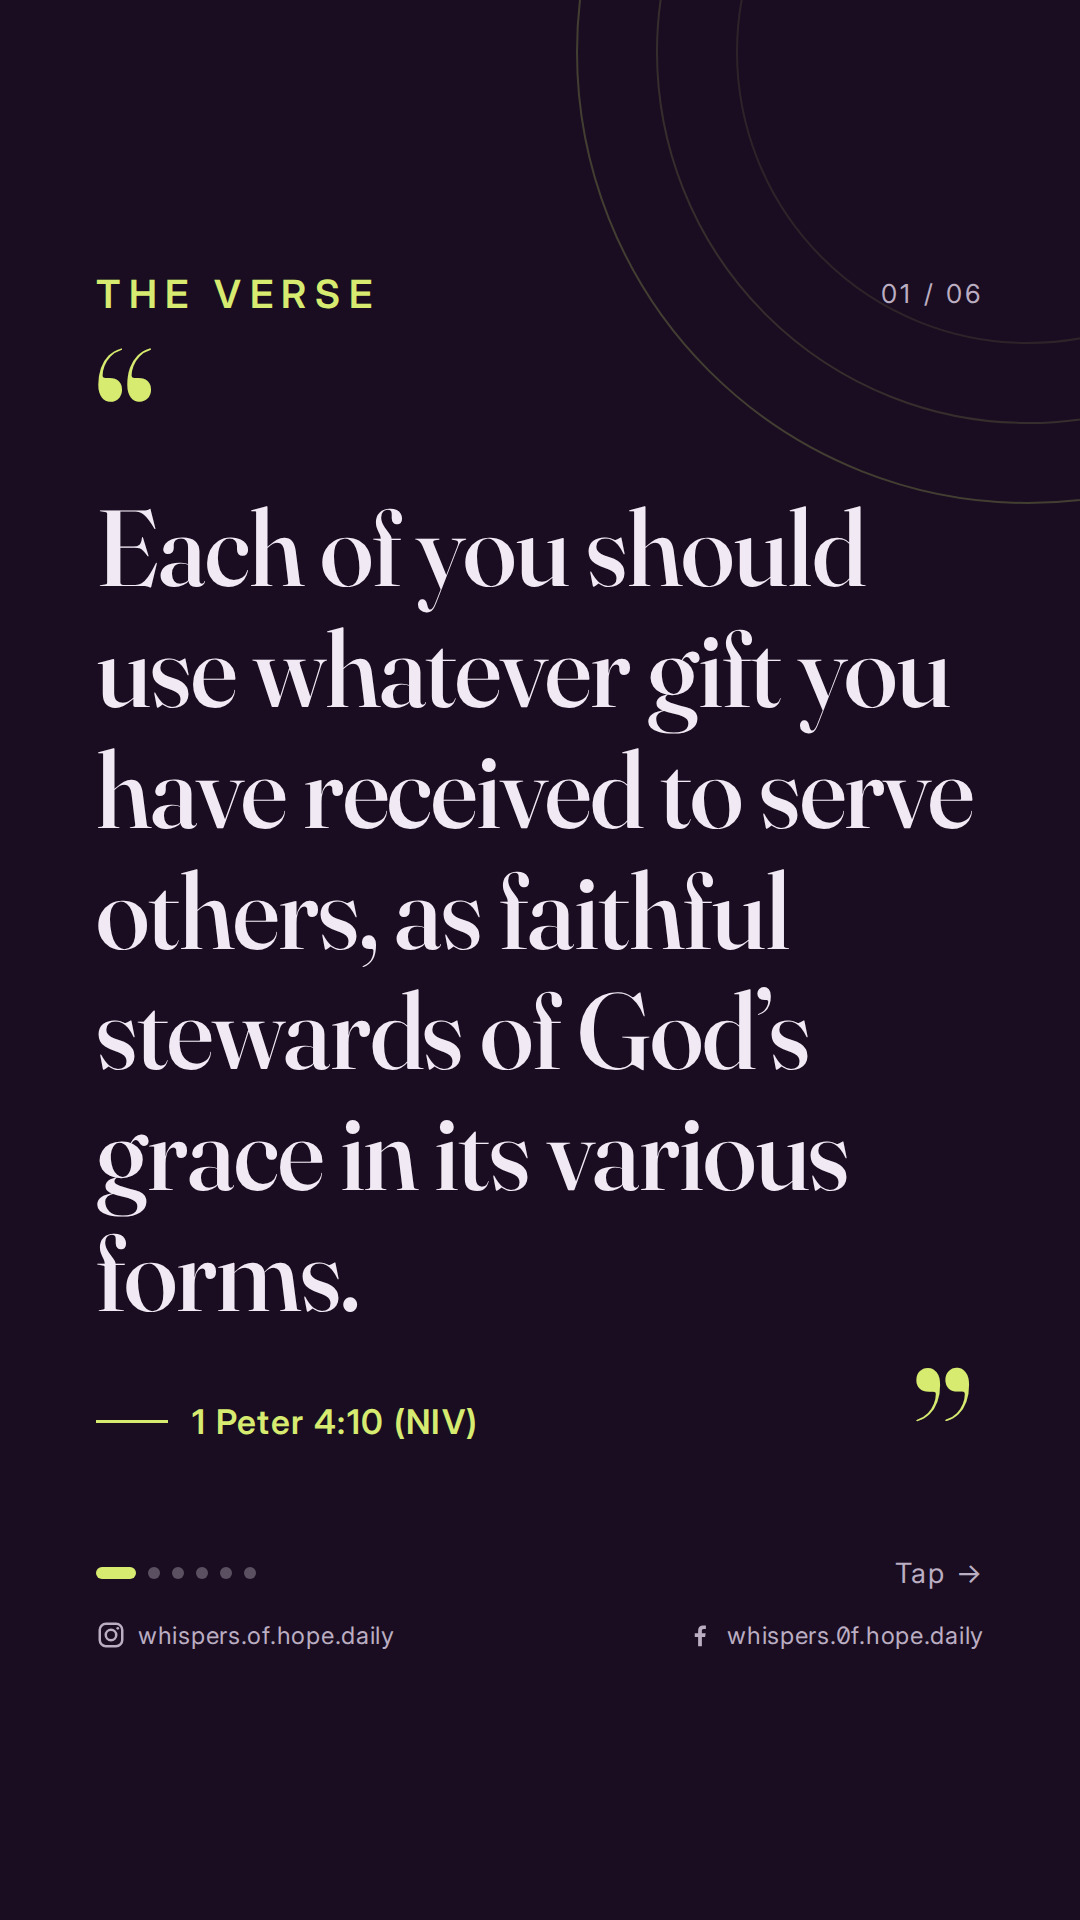 THE VERSE
01 / 06
“
Each of you should
use whatever gift you
have received to serve
others, as faithful
stewards of God’s
grace in its various
forms.
”
1 Peter 4:10 (NIV)
Tap →
whispers.of.hope.daily
whispers.0f.hope.daily